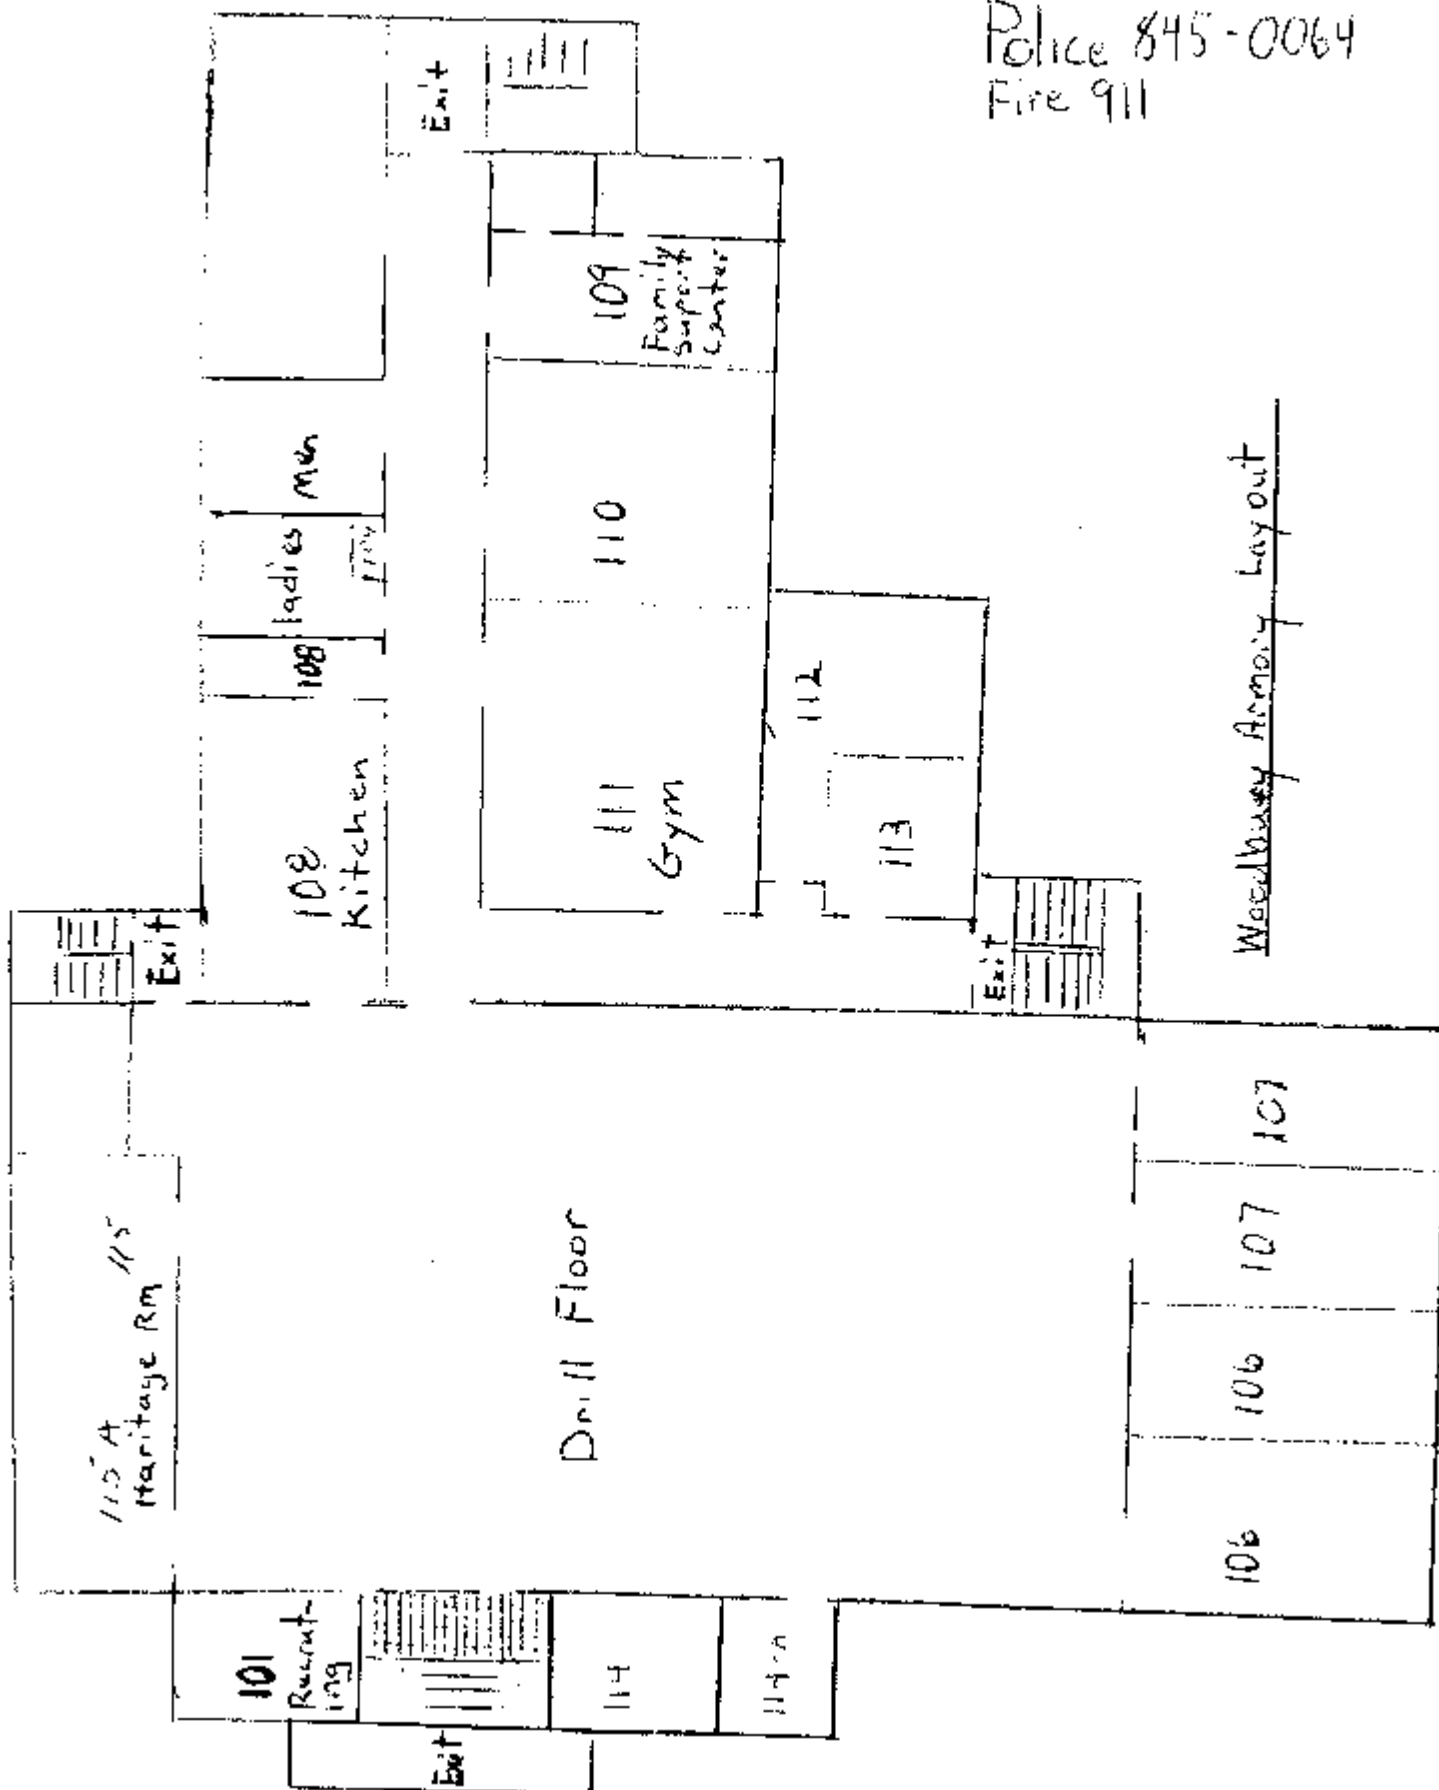 Police 845-0064
Fire 911
Exit
109
Family
Support
Center
Men
ladies
108
110
112
111
Gym
113
108
Kitchen
Exit
Exit
Woodbury Armory Layout
115
115 A
Haritage Rm
Drill Floor
107
107
106
106
101
Recruit-
ing
114
Exit